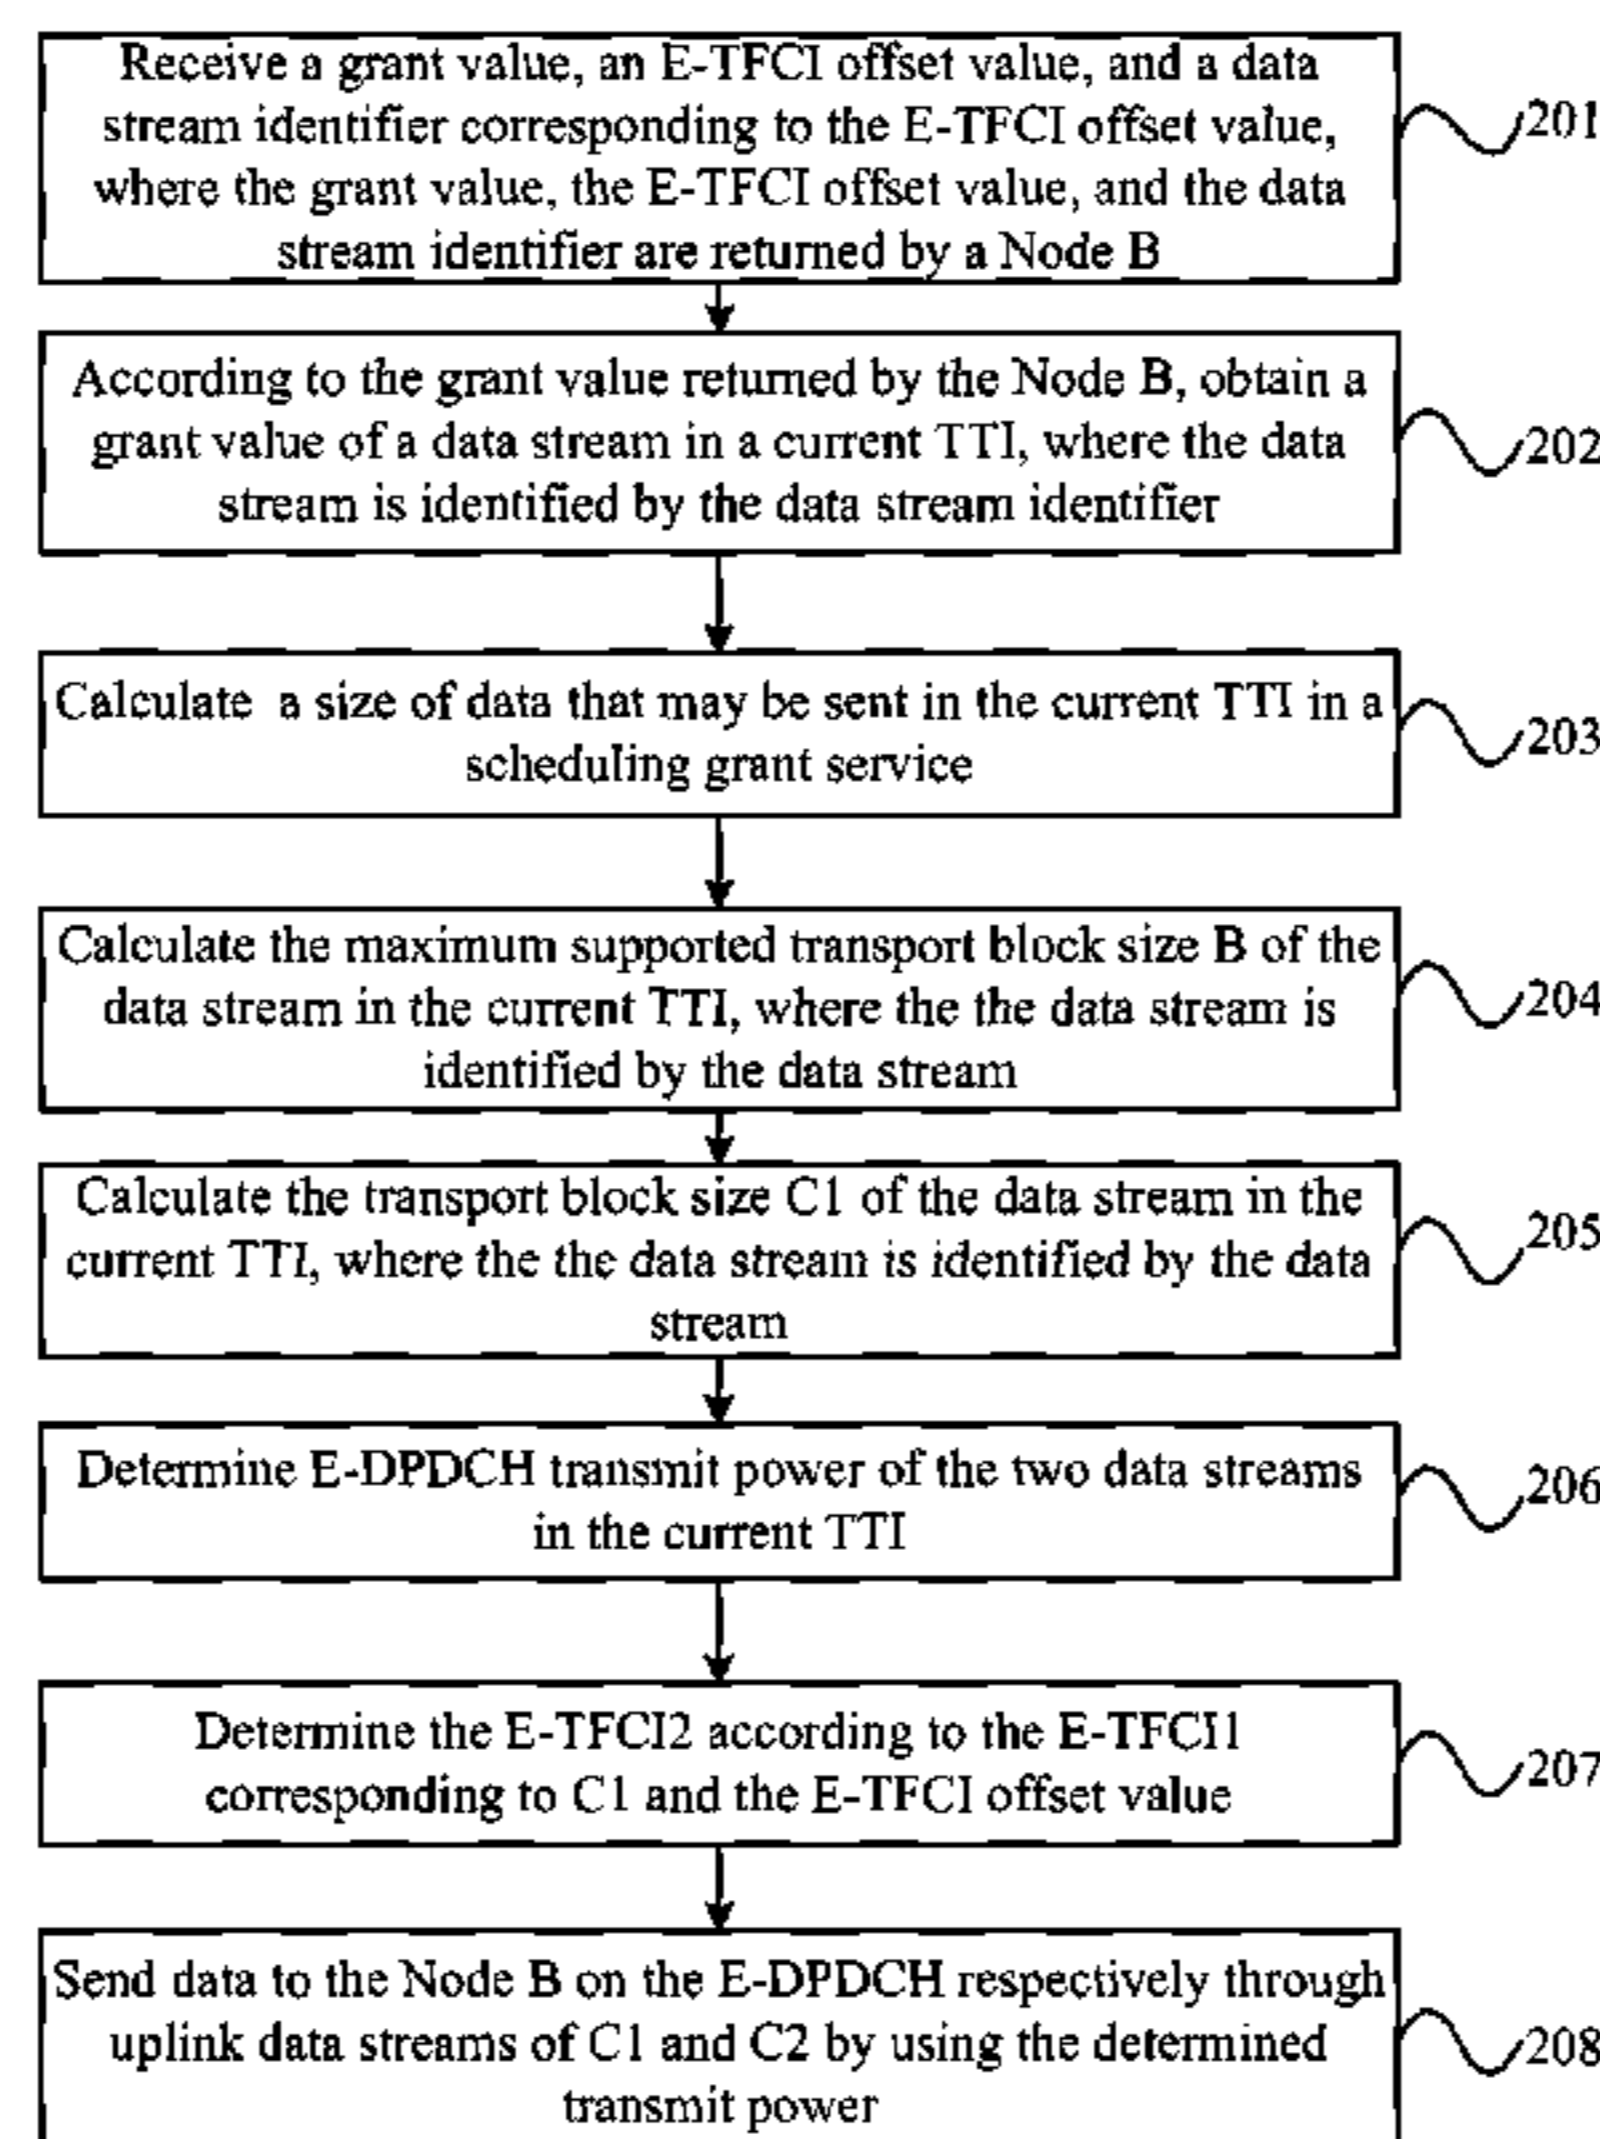 Receive a grant value, an E-TFCI offset value, and a data
stream identifier corresponding to the E-TFCI offset value,
where the grant value, the E-TFCI offset value, and the data
stream identifier are returned by a Node B
201
According to the grant value returned by the Node B, obtain a
grant value of a data stream in a current TTI, where the data
stream is identified by the data stream identifier
202
Calculate a size of data that may be sent in the current TTI in a
scheduling grant service
203
Calculate the maximum supported transport block size B of the
data stream in the current TTI, where the the data stream is
identified by the data stream
204
Calculate the transport block size C1 of the data stream in the
current TTI, where the the data stream is identified by the data
stream
205
Determine E-DPDCH transmit power of the two data streams
in the current TTI
206
Determine the E-TFCI2 according to the E-TFCI1
corresponding to C1 and the E-TFCI offset value
207
Send data to the Node B on the E-DPDCH respectively through
uplink data streams of C1 and C2 by using the determined
transmit power
208